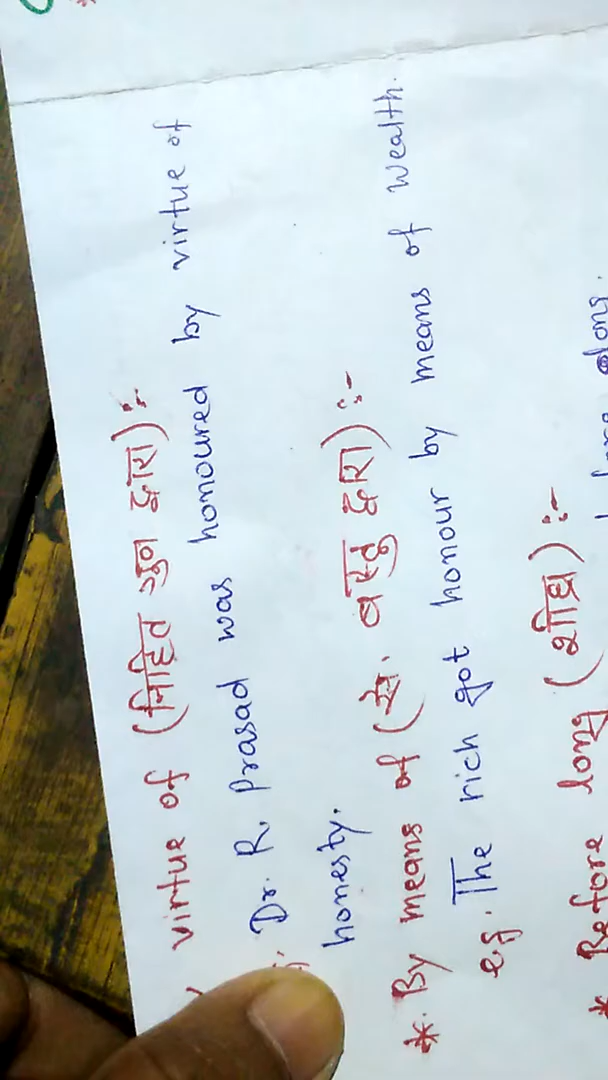 virtue of (निहित गुन द्वारा) :-
Dr. R. Prasad was honoured by virtue of
honesty.
*. By means of (से, वस्तु द्वारा) :-
e.g. The rich got honour by means of wealth.
* Before long (शीघ्र) :-
long.